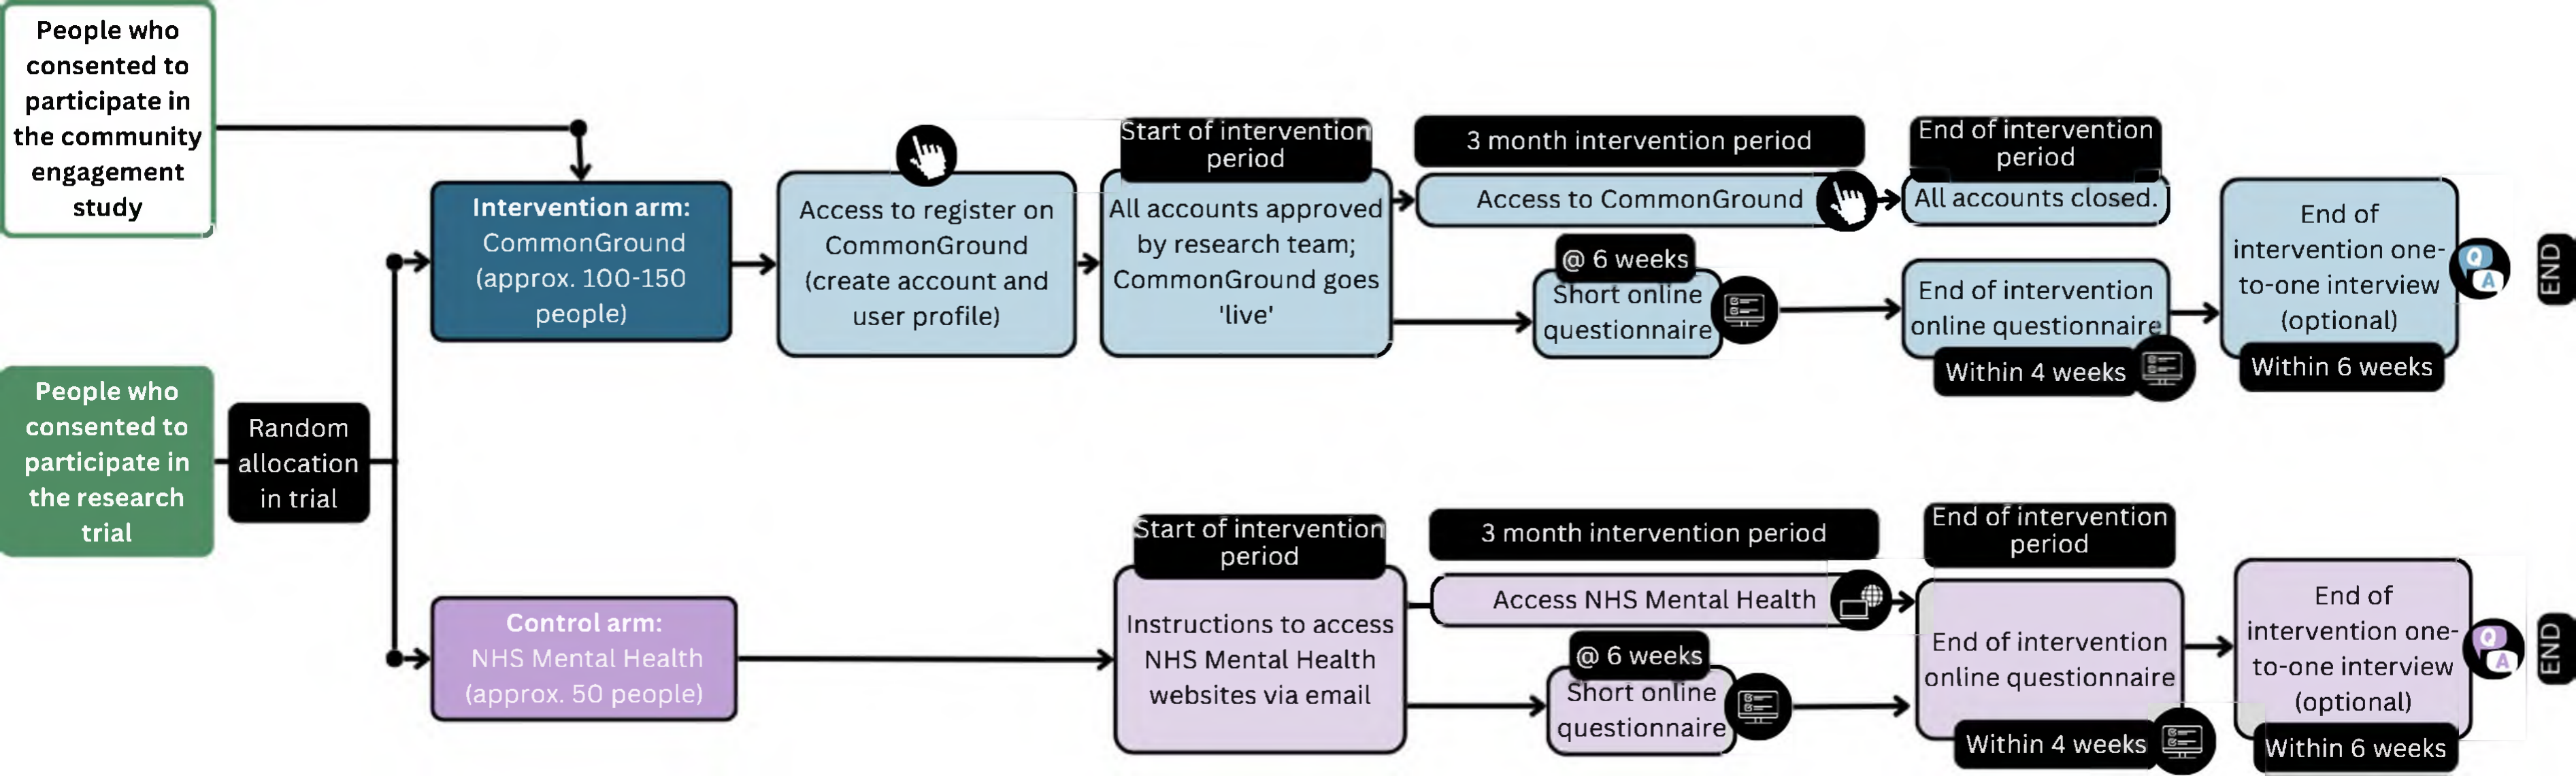 People who
consented to
participate in
the community
engagement
study
Intervention arm:
CommonGround
(approx. 100-150
people)
Access to register on
CommonGround
(create account and
user profile)
Start of intervention
period
All accounts approved
by research team;
CommonGround goes
'live'
3 month intervention period
Access to CommonGround
@ 6 weeks
Short online
questionnaire
End of intervention
period
All accounts closed.
End of intervention
online questionnaire
Within 4 weeks
End of
intervention one-
to-one interview
(optional)
Within 6 weeks
Q
A
END
People who
consented to
participate in
the research
trial
Random
allocation
in trial
Control arm:
NHS Mental Health
(approx. 50 people)
Start of intervention
period
Instructions to access
NHS Mental Health
websites via email
3 month intervention period
Access NHS Mental Health
@ 6 weeks
Short online
questionnaire
End of intervention
period
End of intervention
online questionnaire
Within 4 weeks
End of
intervention one-
to-one interview
(optional)
Within 6 weeks
Q
A
END